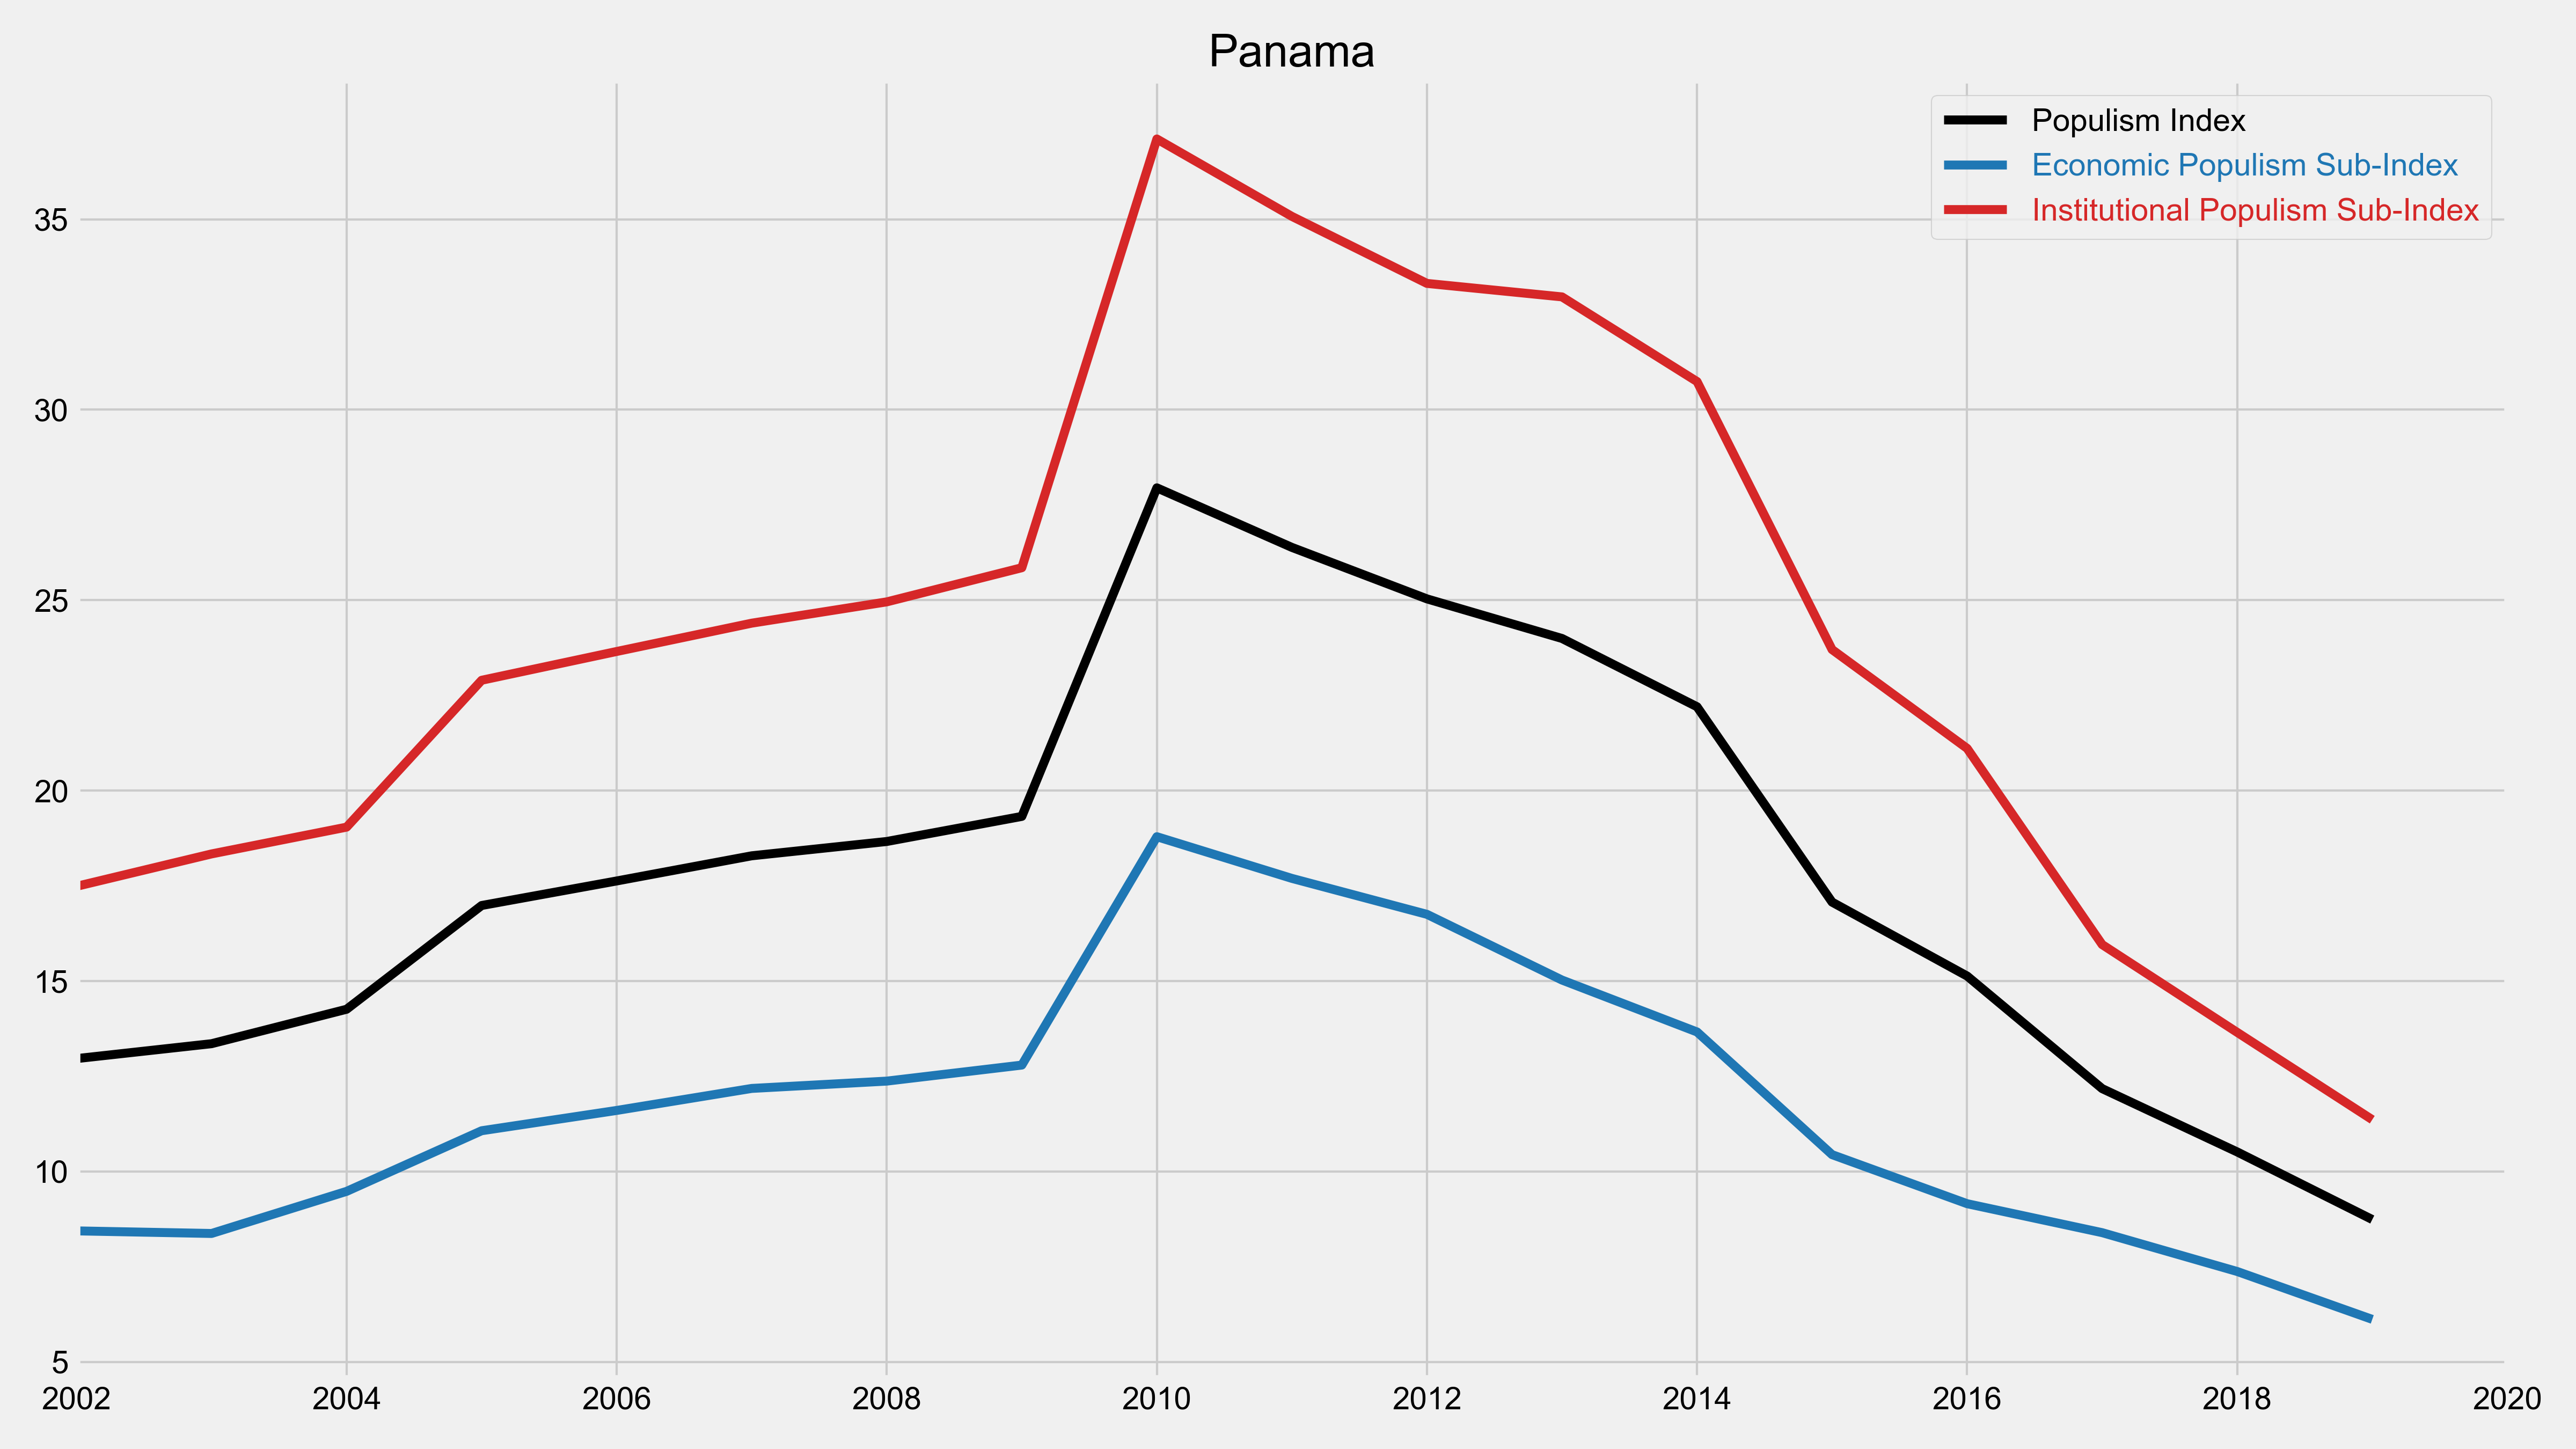 Panama
Populism Index
Economic Populism Sub-Index
Institutional Populism Sub-Index
35
30
25
20
15
10
5
2002 2004 2006 2008 2010 2012 2014 2016 2018 2020